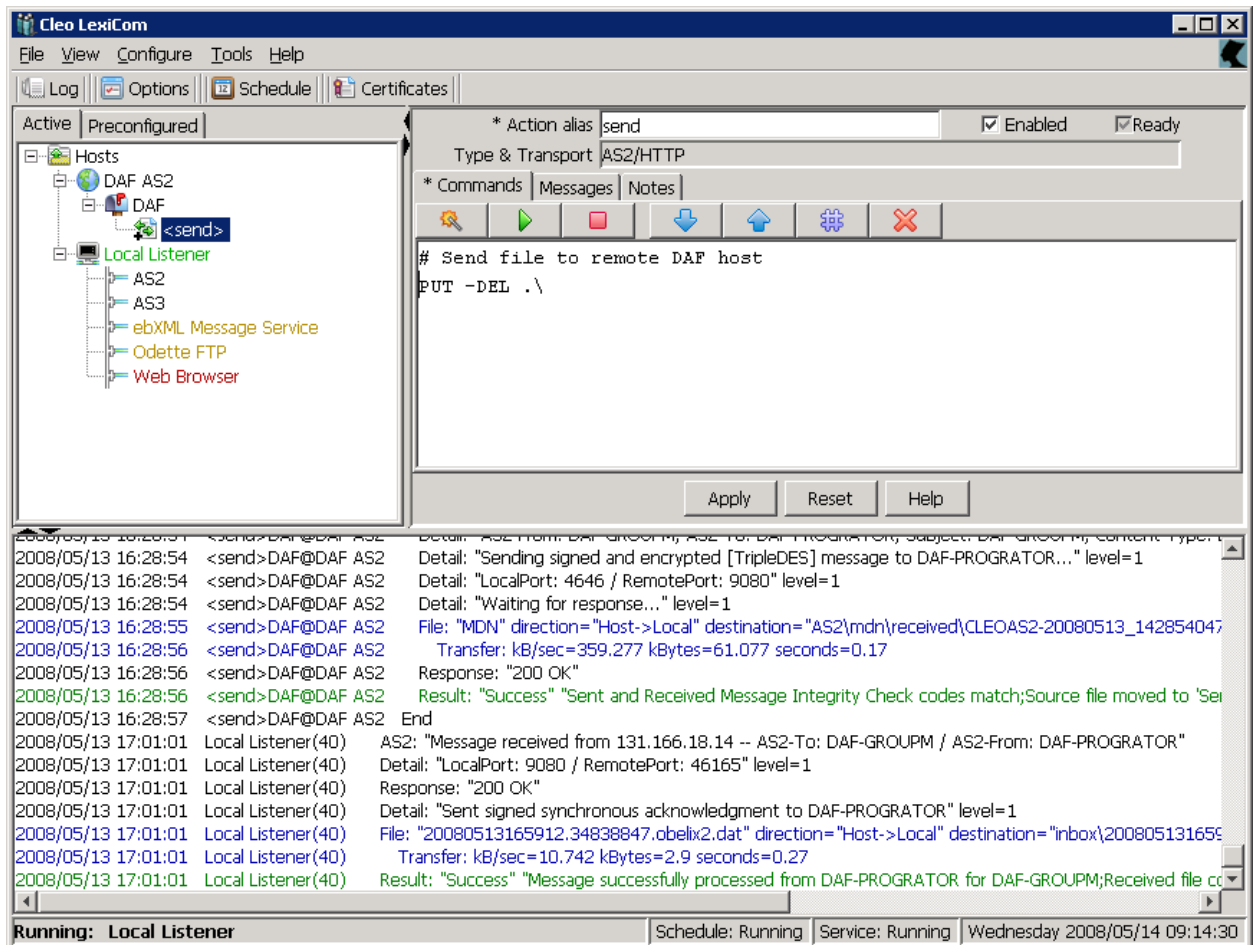 Cleo LexiCom
File View Configure Tools Help
Log Options Schedule Certificates
Active Preconfigured
Hosts
DAF AS2
DAF
<send>
Local Listener
AS2
AS3
ebXML Message Service
Odette FTP
Web Browser
* Action alias send Enabled Ready
Type & Transport AS2/HTTP
* Commands Messages Notes
# Send file to remote DAF host
PUT -DEL .\
Apply Reset Help
2008/05/13 16:28:54 <send>DAF@DAF AS2 Detail: "Sending signed and encrypted [TripleDES] message to DAF-PROGRATOR..." level=1
2008/05/13 16:28:54 <send>DAF@DAF AS2 Detail: "LocalPort: 4646 / RemotePort: 9080" level=1
2008/05/13 16:28:54 <send>DAF@DAF AS2 Detail: "Waiting for response..." level=1
2008/05/13 16:28:55 <send>DAF@DAF AS2 File: "MDN" direction="Host->Local" destination="AS2\mdn\received\CLEOAS2-20080513_142854047
2008/05/13 16:28:56 <send>DAF@DAF AS2 Transfer: kB/sec=359.277 kBytes=61.077 seconds=0.17
2008/05/13 16:28:56 <send>DAF@DAF AS2 Response: "200 OK"
2008/05/13 16:28:56 <send>DAF@DAF AS2 Result: "Success" "Sent and Received Message Integrity Check codes match;Source file moved to 'Sei
2008/05/13 16:28:57 <send>DAF@DAF AS2 End
2008/05/13 17:01:01 Local Listener(40) AS2: "Message received from 131.166.18.14 -- AS2-To: DAF-GROUPM / AS2-From: DAF-PROGRATOR"
2008/05/13 17:01:01 Local Listener(40) Detail: "LocalPort: 9080 / RemotePort: 46165" level=1
2008/05/13 17:01:01 Local Listener(40) Response: "200 OK"
2008/05/13 17:01:01 Local Listener(40) Detail: "Sent signed synchronous acknowledgment to DAF-PROGRATOR" level=1
2008/05/13 17:01:01 Local Listener(40) File: "20080513165912.34838847.obelix2.dat" direction="Host->Local" destination="inbox\200805131659
2008/05/13 17:01:01 Local Listener(40) Transfer: kB/sec=10.742 kBytes=2.9 seconds=0.27
2008/05/13 17:01:01 Local Listener(40) Result: "Success" "Message successfully processed from DAF-PROGRATOR for DAF-GROUPM;Received file co
Running: Local Listener Schedule: Running Service: Running Wednesday 2008/05/14 09:14:30